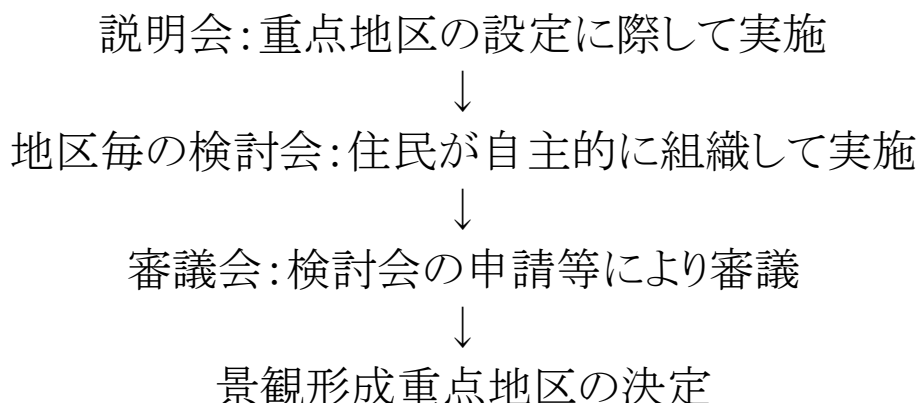 説明会：重点地区の設定に際して実施
↓
地区毎の検討会：住民が自主的に組織して実施
↓
審議会：検討会の申請等により審議
↓
景観形成重点地区の決定